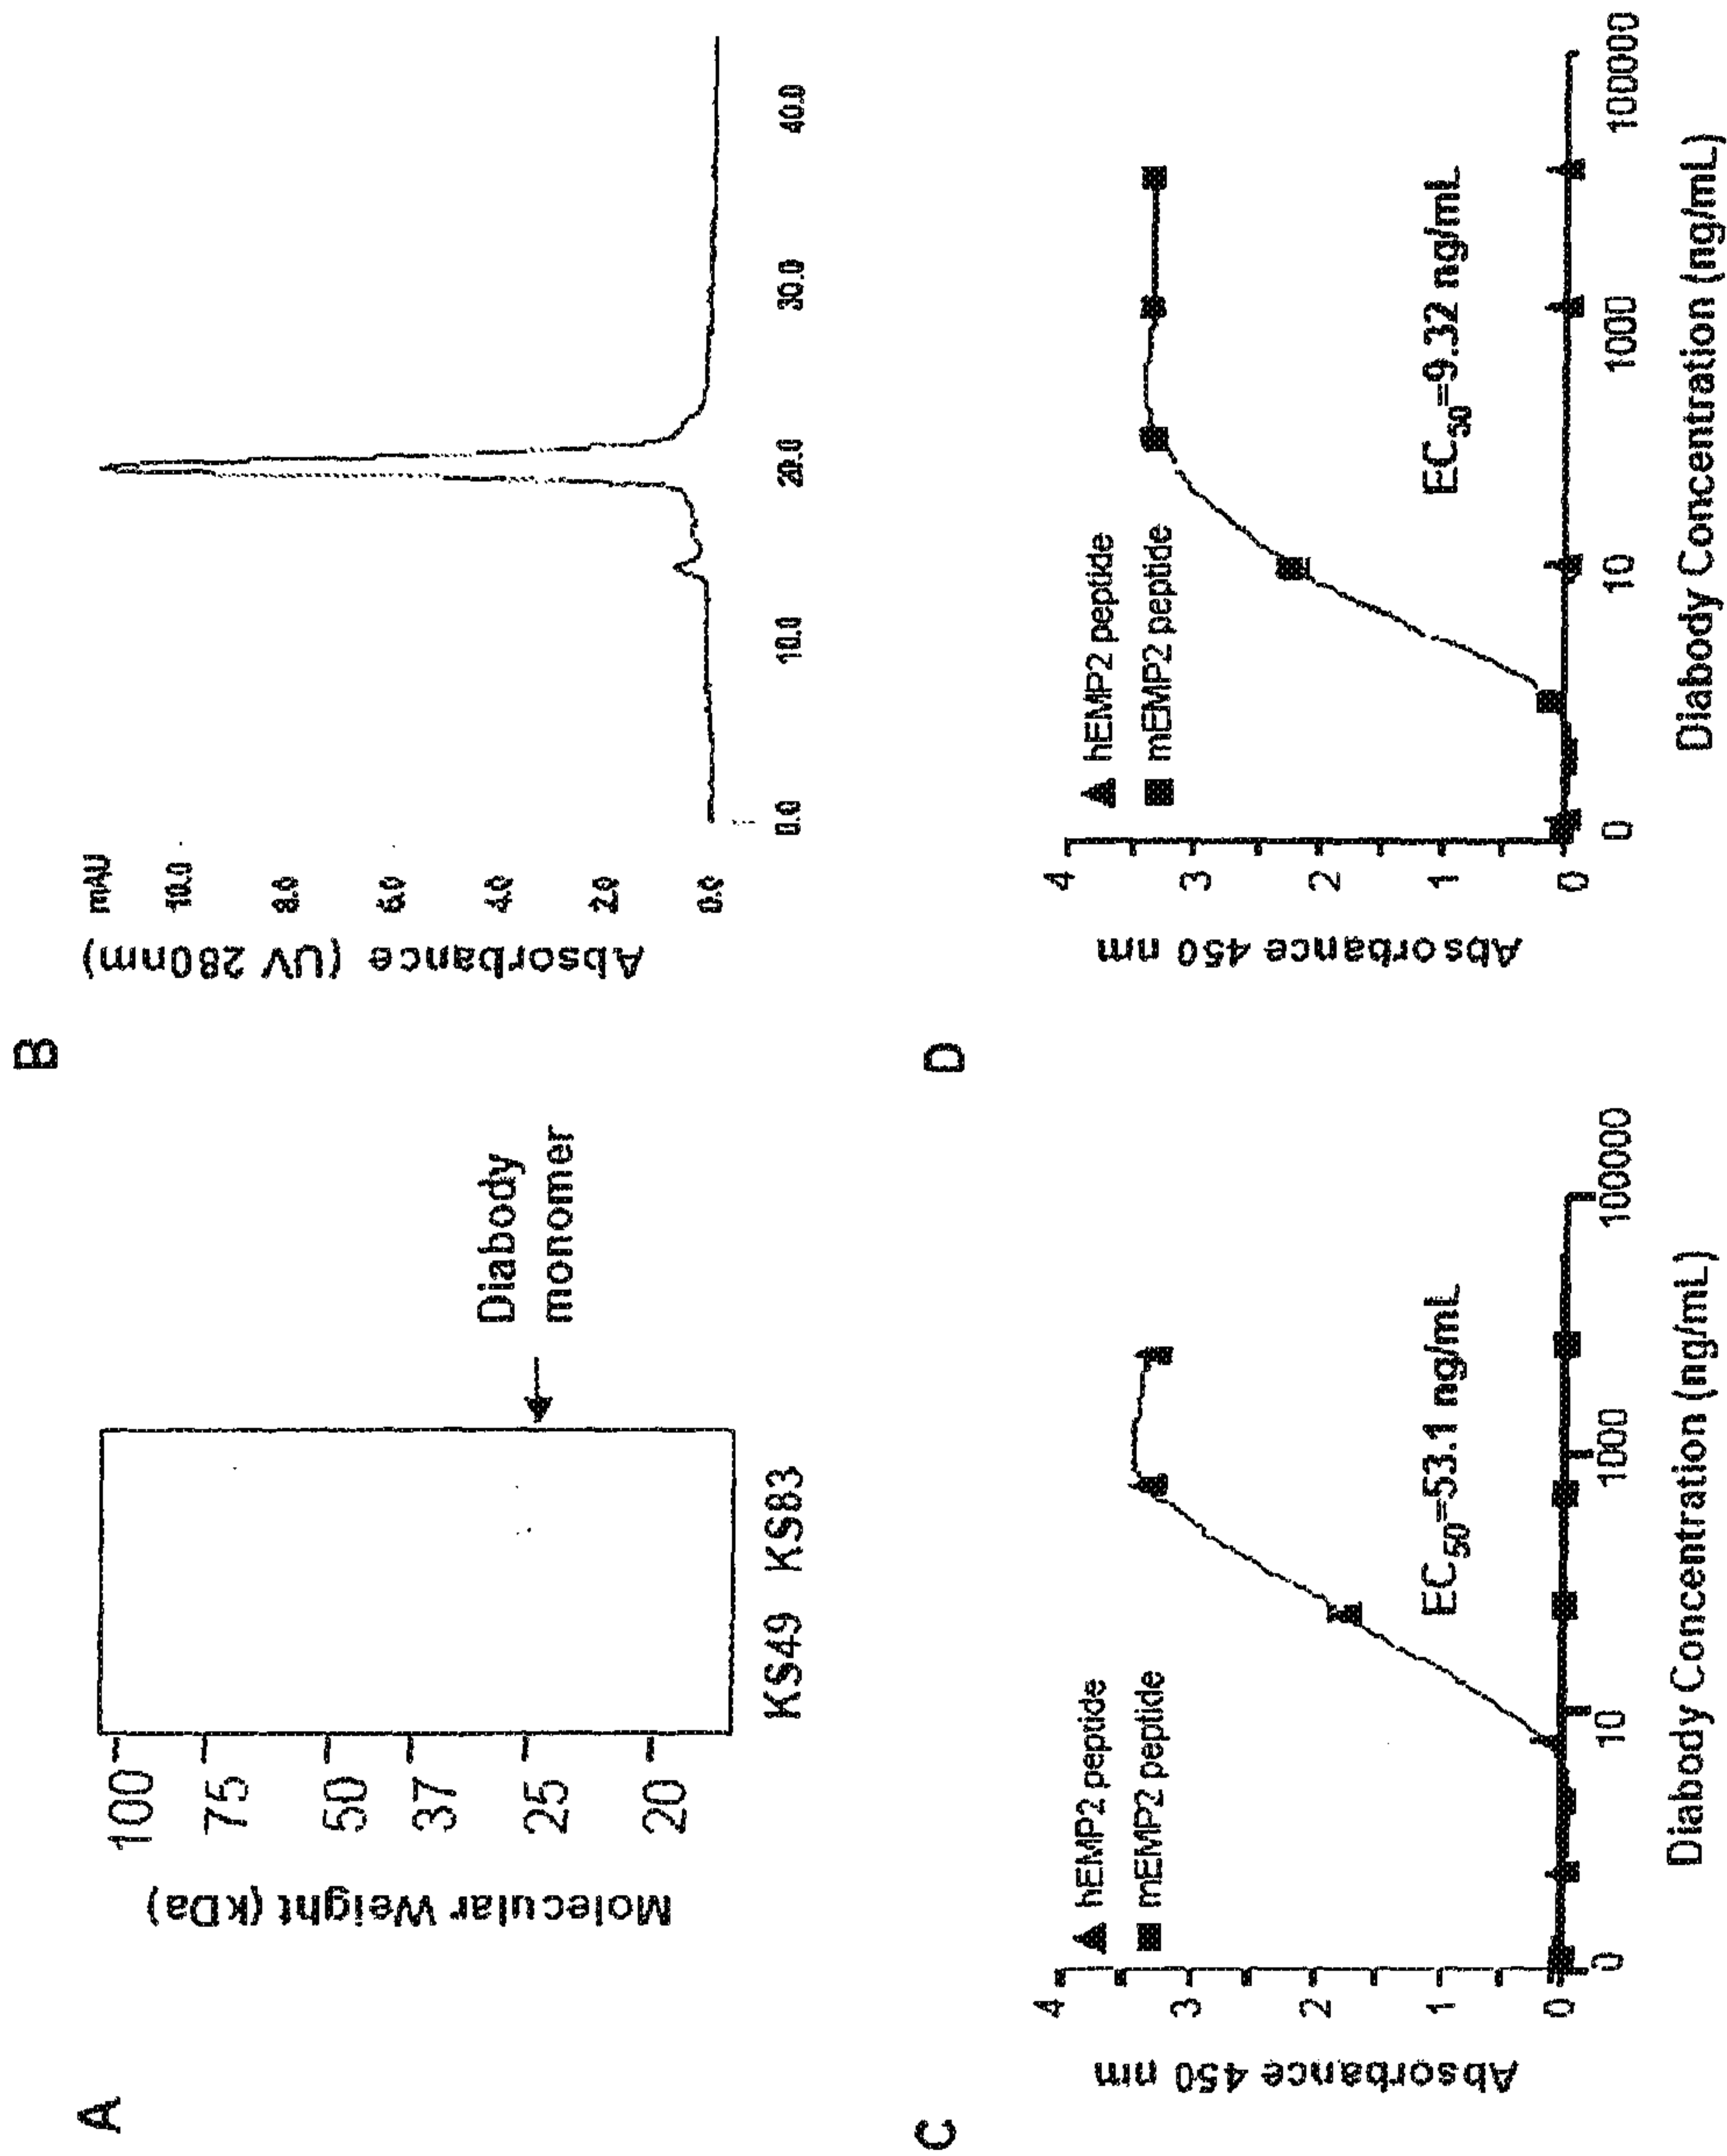 A
Molecular Weight (kDa)
100
75
50
37
25
20
KS49 KS83
Diabody
monomer
B
Absorbance (UV 280nm)
mAU
10.0
8.0
6.0
4.0
2.0
0.0
0.0 10.0 20.0 30.0 40.0
C
Absorbance 450 nm
4
3
2
1
0
hEMP2 peptide
mEMP2 peptide
EC50=53.1 ng/mL
0 10 1000 100000
Diabody Concentration (ng/mL)
D
Absorbance 450 nm
4
3
2
1
0
hEMP2 peptide
mEMP2 peptide
EC50=9.32 ng/mL
0 10 1000 100000
Diabody Concentration (ng/mL)